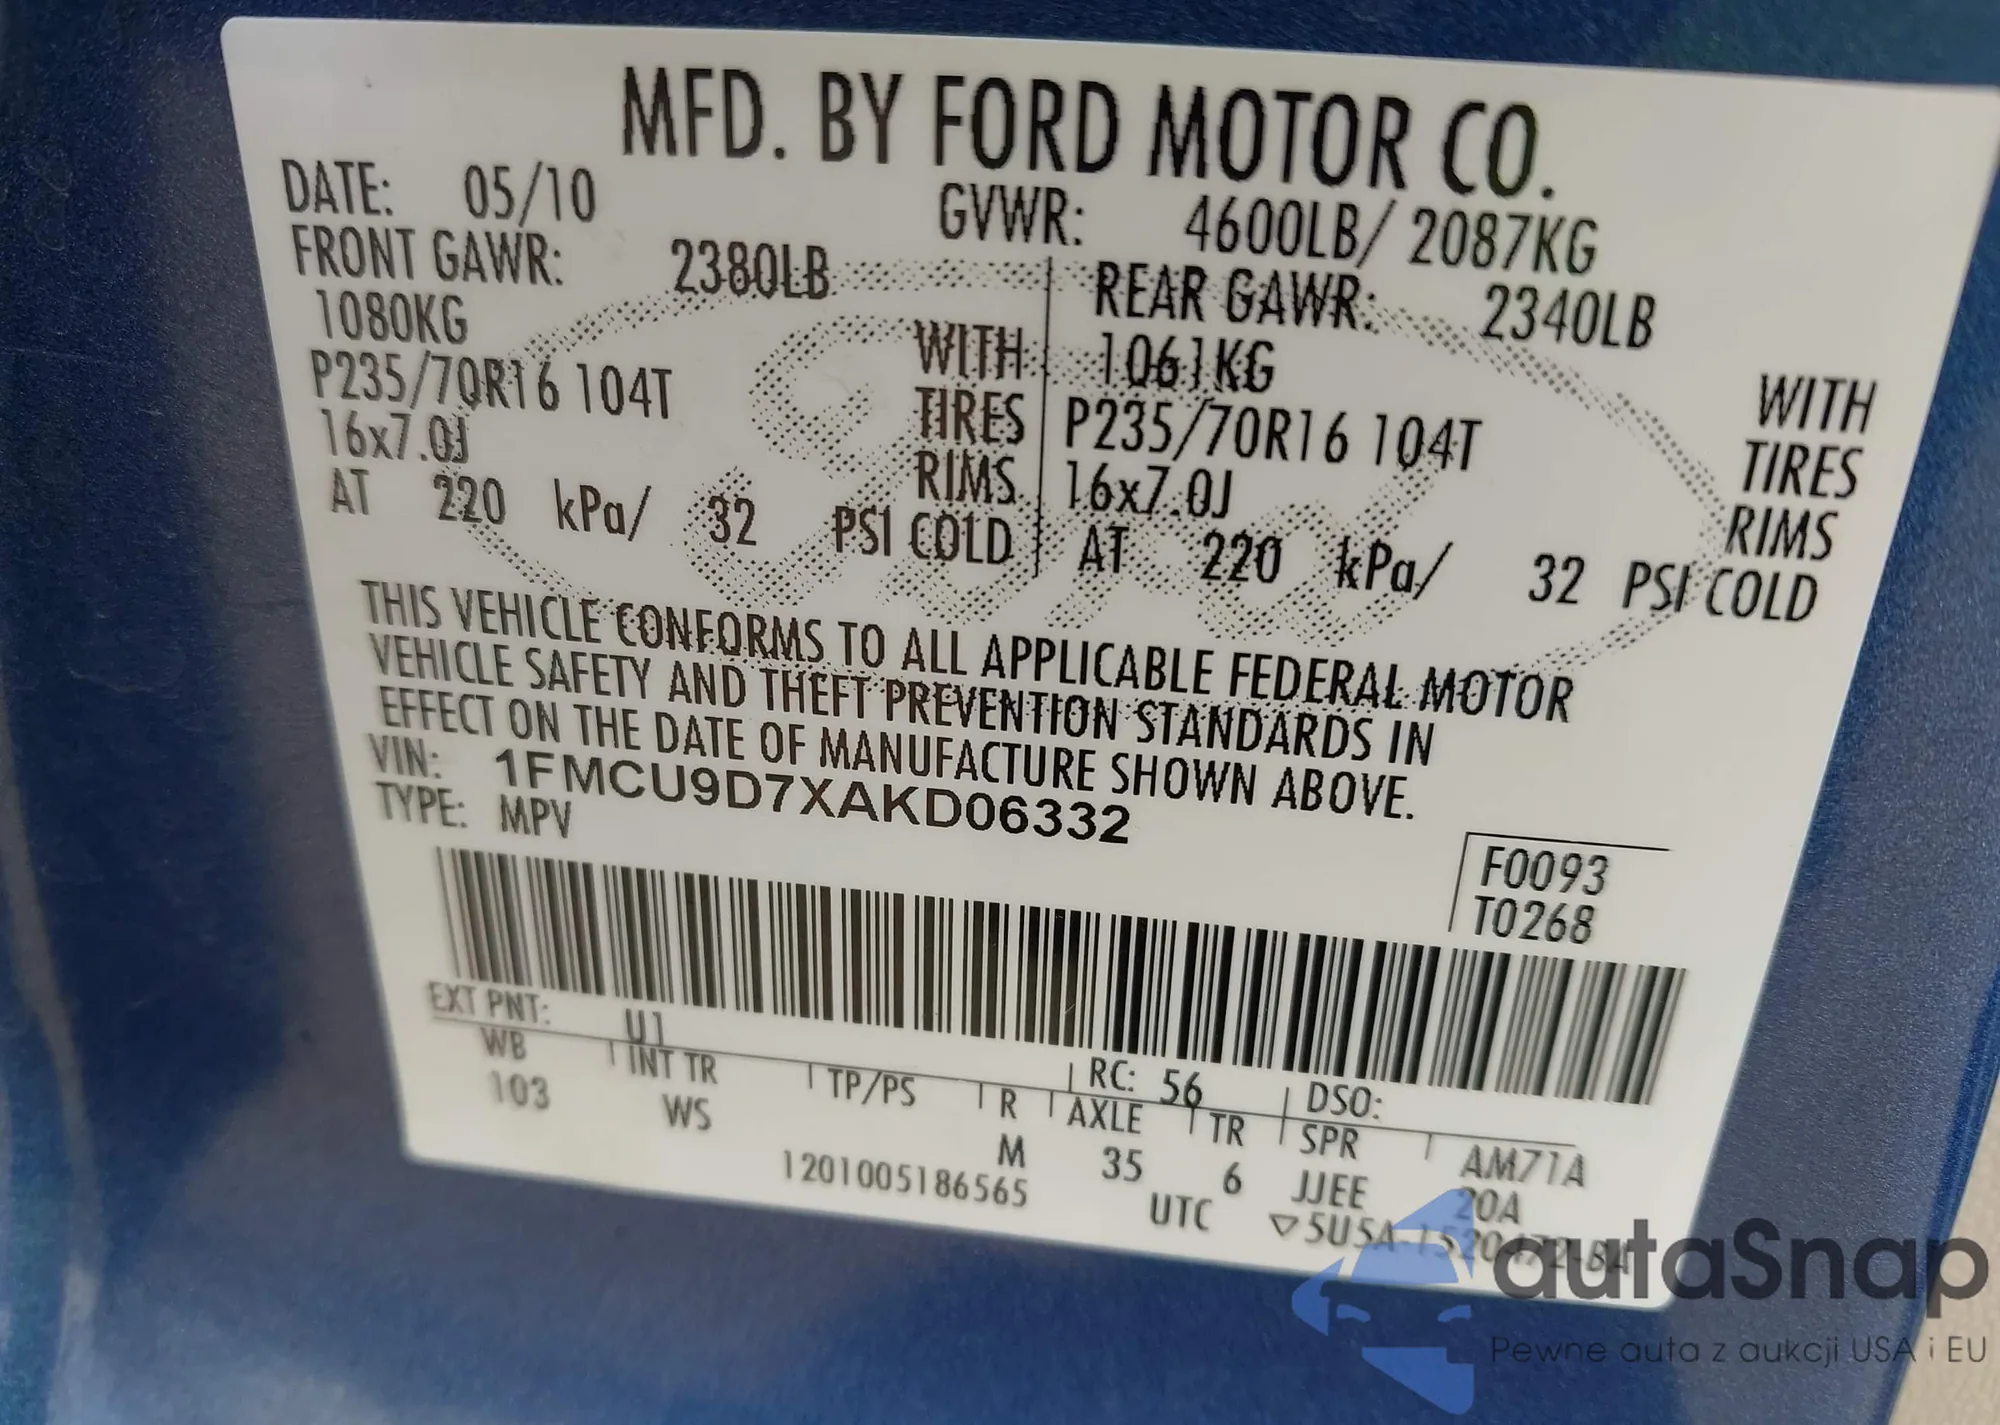 MFD. BY FORD MOTOR CO.
DATE: 05/10 GVWR: 4600LB/ 2087KG
FRONT GAWR: 2380LB REAR GAWR: 2340LB
1080KG WITH 1061KG WITH
P235/70R16 104T TIRES P235/70R16 104T TIRES
16x7.0J RIMS 16x7.0J RIMS
AT 220 kPa/ 32 PSI COLD AT 220 kPa/ 32 PSI COLD
THIS VEHICLE CONFORMS TO ALL APPLICABLE FEDERAL MOTOR
VEHICLE SAFETY AND THEFT PREVENTION STANDARDS IN
EFFECT ON THE DATE OF MANUFACTURE SHOWN ABOVE.
VIN: 1FMCU9D7XAKD06332
TYPE: MPV
F0093
T0268
EXT PNT: U1 RC: 56 DSO:
WB INT TR TP/PS R AXLE TR SPR AM71A
103 WS M 35 6 JJEE 20A
1201005186565 UTC ▽5U5A-1520472-BA
autaSnap
Pewne auta z aukcji USA i EU